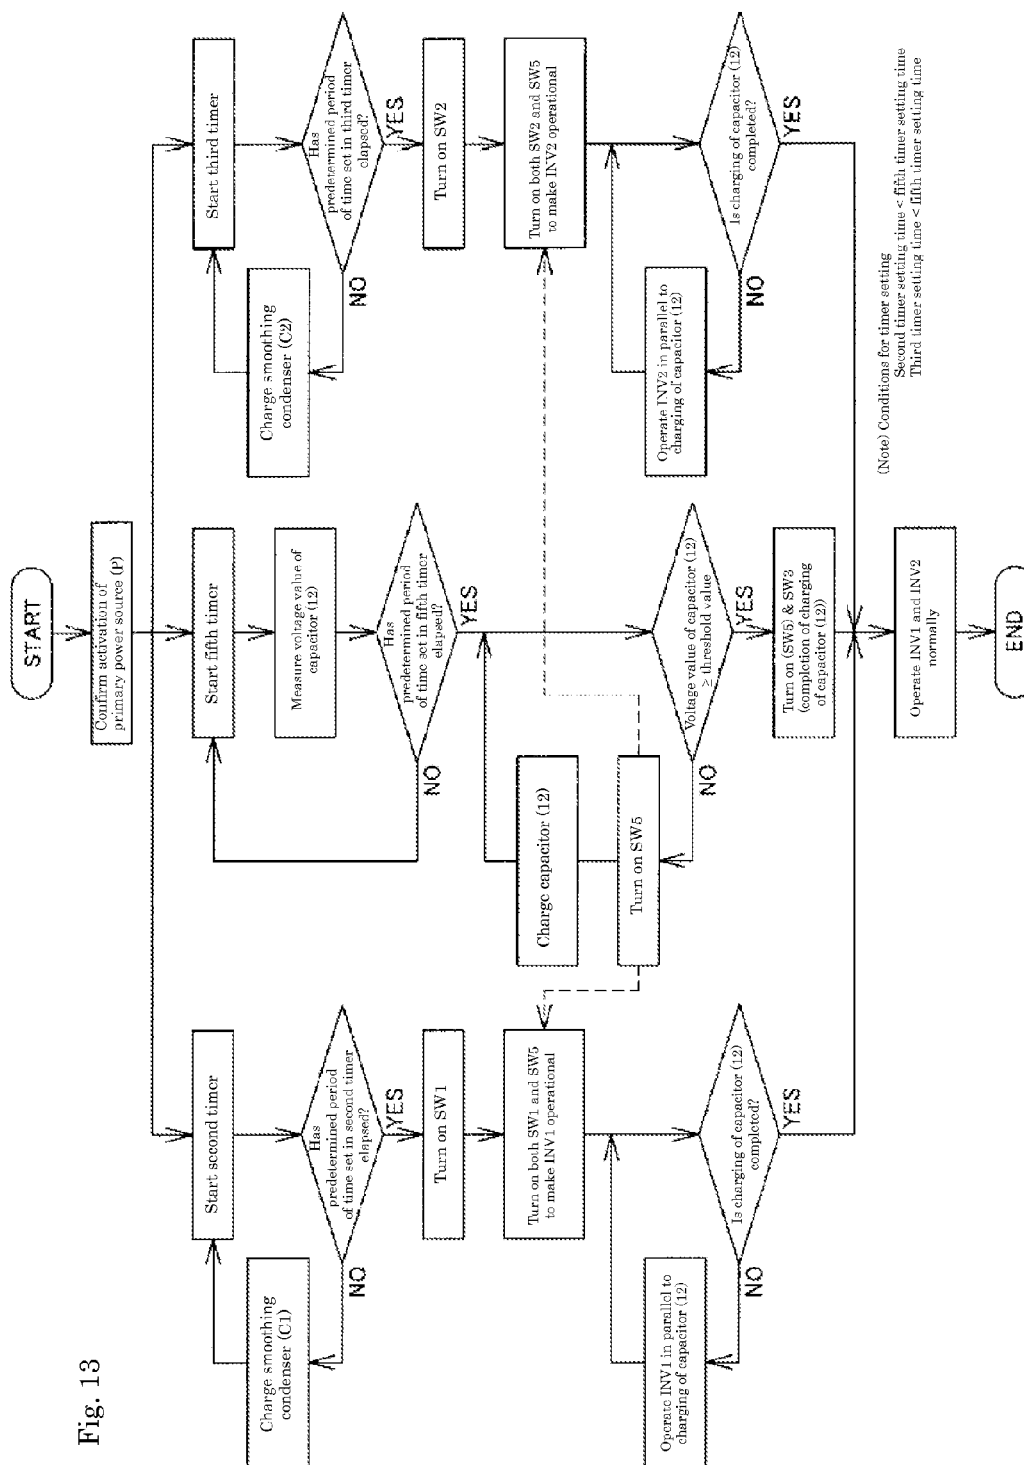 Fig. 13
START
Confirm activation of
primary power source (P)
Start second timer
Charge smoothing
condenser (C1)
Has
predetermined period
of time set in second timer
elapsed?
NO
YES
Turn on SW1
Turn on both SW1 and SW5
to make INV1 operational
Operate INV1 in parallel to
charging of capacitor (12)
Is charging of capacitor (12)
completed?
NO
YES
Start fifth timer
Measure voltage value of
capacitor (12)
Has
predetermined period
of time set in fifth timer
elapsed?
NO
YES
Charge capacitor (12)
Turn on SW5
Voltage value of capacitor (12)
≥ threshold value
NO
YES
Turn on (SW5) & SW3
(completion of charging
of capacitor (12))
Start third timer
Charge smoothing
condenser (C2)
Has
predetermined period
of time set in third timer
elapsed?
NO
YES
Turn on SW2
Turn on both SW2 and SW5
to make INV2 operational
Operate INV2 in parallel to
charging of capacitor (12)
Is charging of capacitor (12)
completed?
NO
YES
Operate INV1 and INV2
normally
END
(Note) Conditions for timer setting
Second timer setting time < fifth timer setting time
Third timer setting time < fifth timer setting time